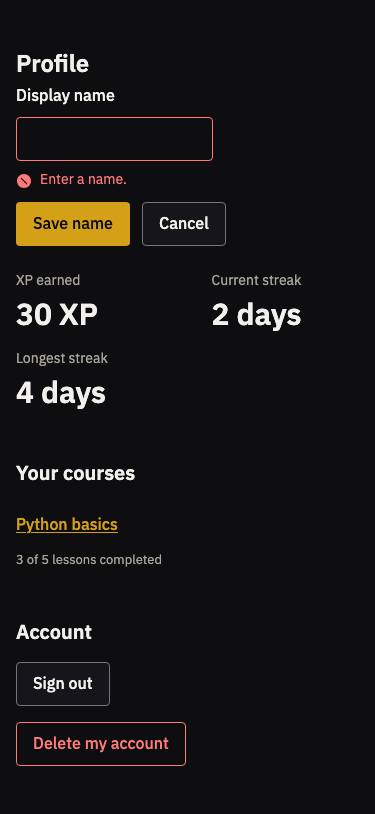 Profile
Display name
Enter a name.
Save name
Cancel
XP earned
30 XP
Current streak
2 days
Longest streak
4 days
Your courses
Python basics
3 of 5 lessons completed
Account
Sign out
Delete my account